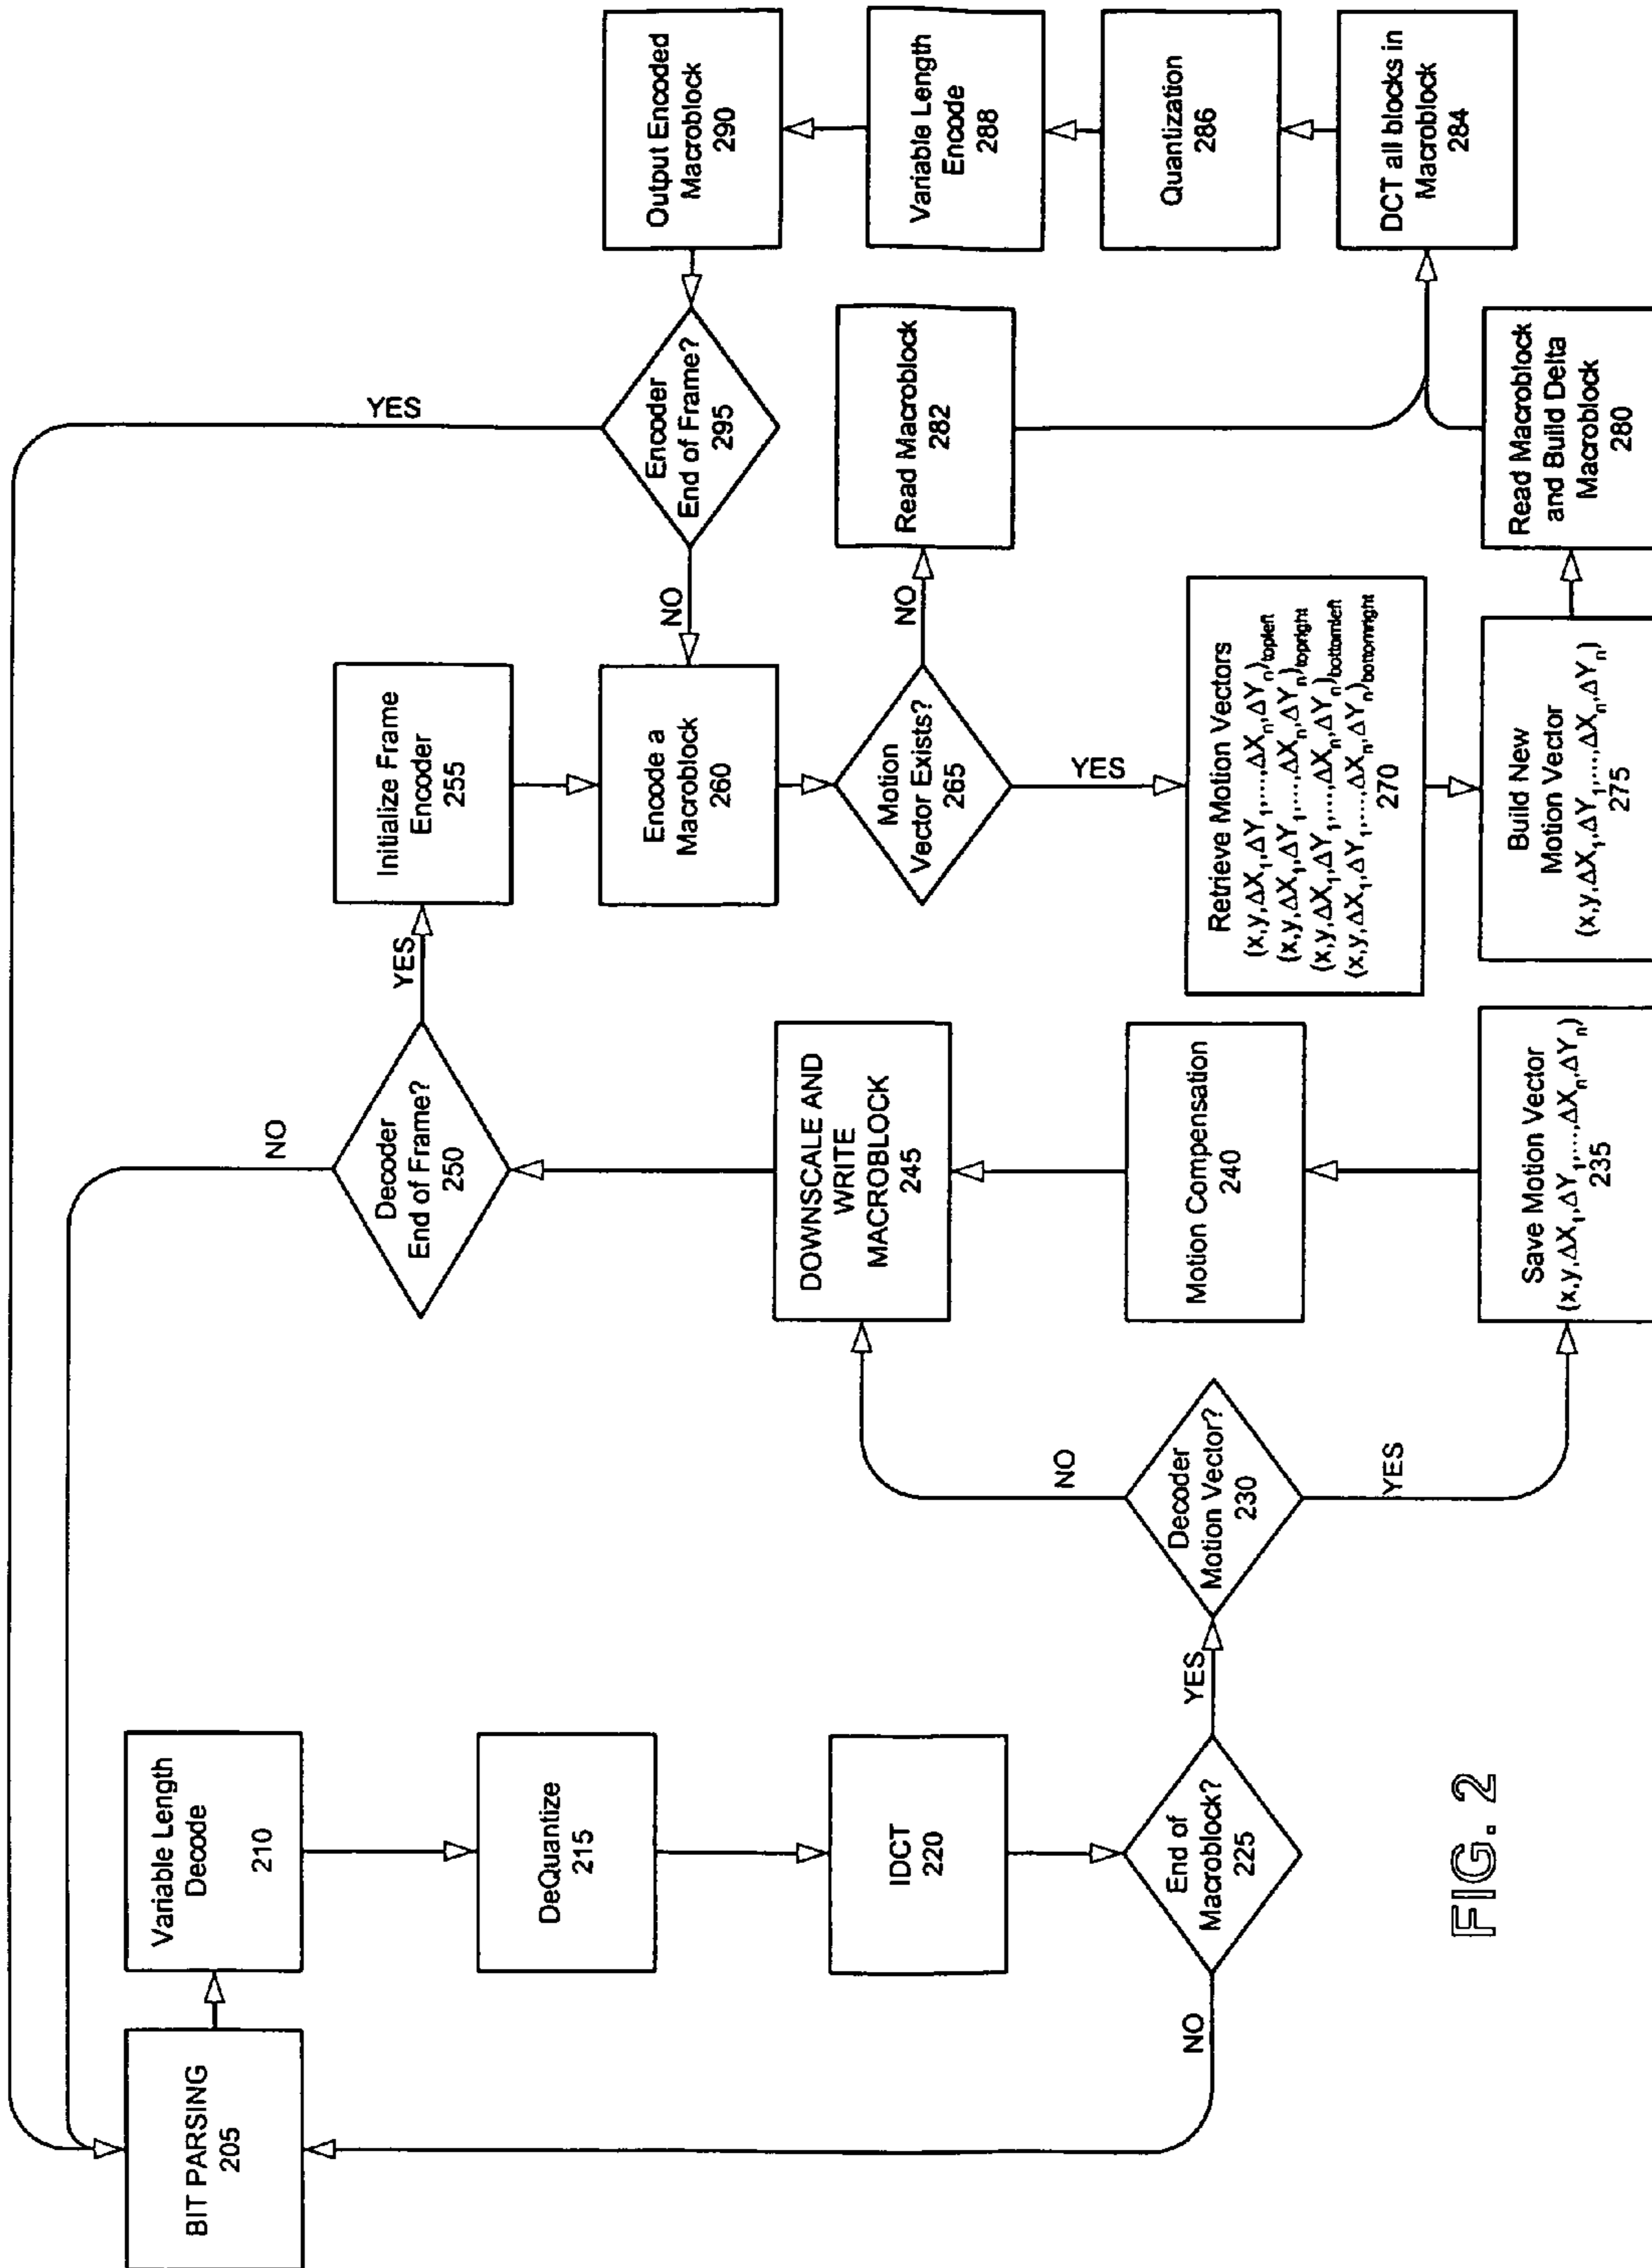 BIT PARSING
205
Variable Length
Decode
210
DeQuantize
215
IDCT
220
End of
Macroblock?
225
NO
YES
Decoder
Motion Vector?
230
NO
YES
Save Motion Vector
(x,y,ΔX₁,ΔY₁,...,ΔXₙ,ΔYₙ)
235
Motion Compensation
240
DOWNSCALE AND
WRITE
MACROBLOCK
245
Decoder
End of Frame?
250
NO
YES
Initialize Frame
Encoder
255
Encode a
Macroblock
260
Motion
Vector Exists?
265
NO
YES
Retrieve Motion Vectors
(x,y,ΔX₁,ΔY₁,...,ΔXₙ,ΔYₙ)topleft
(x,y,ΔX₁,ΔY₁,...,ΔXₙ,ΔYₙ)topright
(x,y,ΔX₁,ΔY₁,...,ΔXₙ,ΔYₙ)bottomleft
(x,y,ΔX₁,ΔY₁,...,ΔXₙ,ΔYₙ)bottomright
270
Build New
Motion Vector
(x,y,ΔX₁,ΔY₁,...,ΔXₙ,ΔYₙ)
275
Read Macroblock
and Build Delta
Macroblock
280
Read Macroblock
282
DCT all blocks in
Macroblock
284
Quantization
286
Variable Length
Encode
288
Output Encoded
Macroblock
290
Encoder
End of Frame?
295
YES
NO
FIG. 2